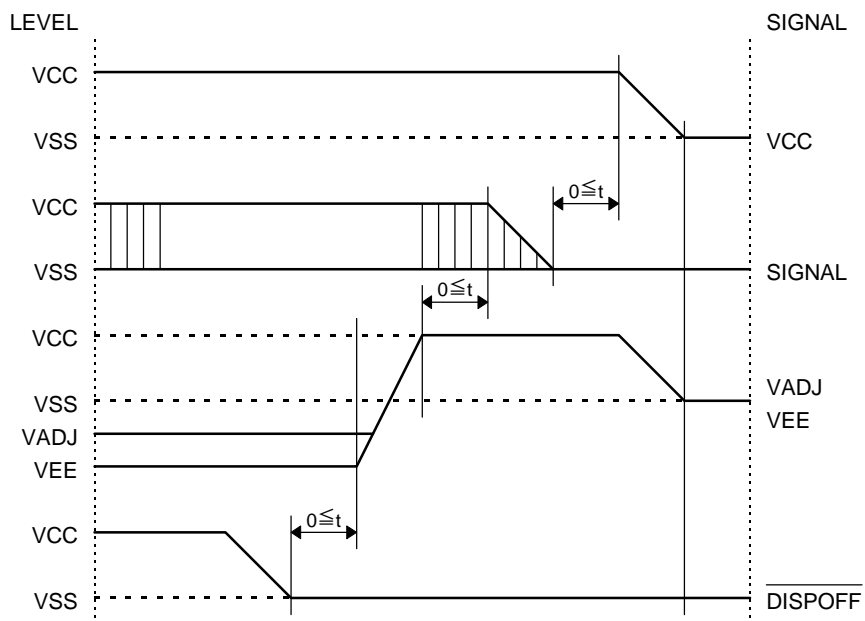 LEVEL SIGNAL
VCC
VSS VCC
VCC 0≦t
VSS SIGNAL
0≦t
VCC
VSS VADJ
VADJ VEE
VEE
0≦t
VCC
VSS DISPOFF